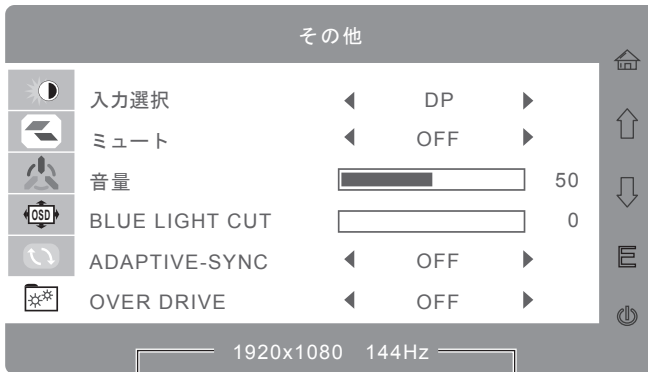 その他
入力選択 DP
ミュート OFF
音量 50
BLUE LIGHT CUT 0
OSD
ADAPTIVE-SYNC OFF
OVER DRIVE OFF
E
1920x1080 144Hz